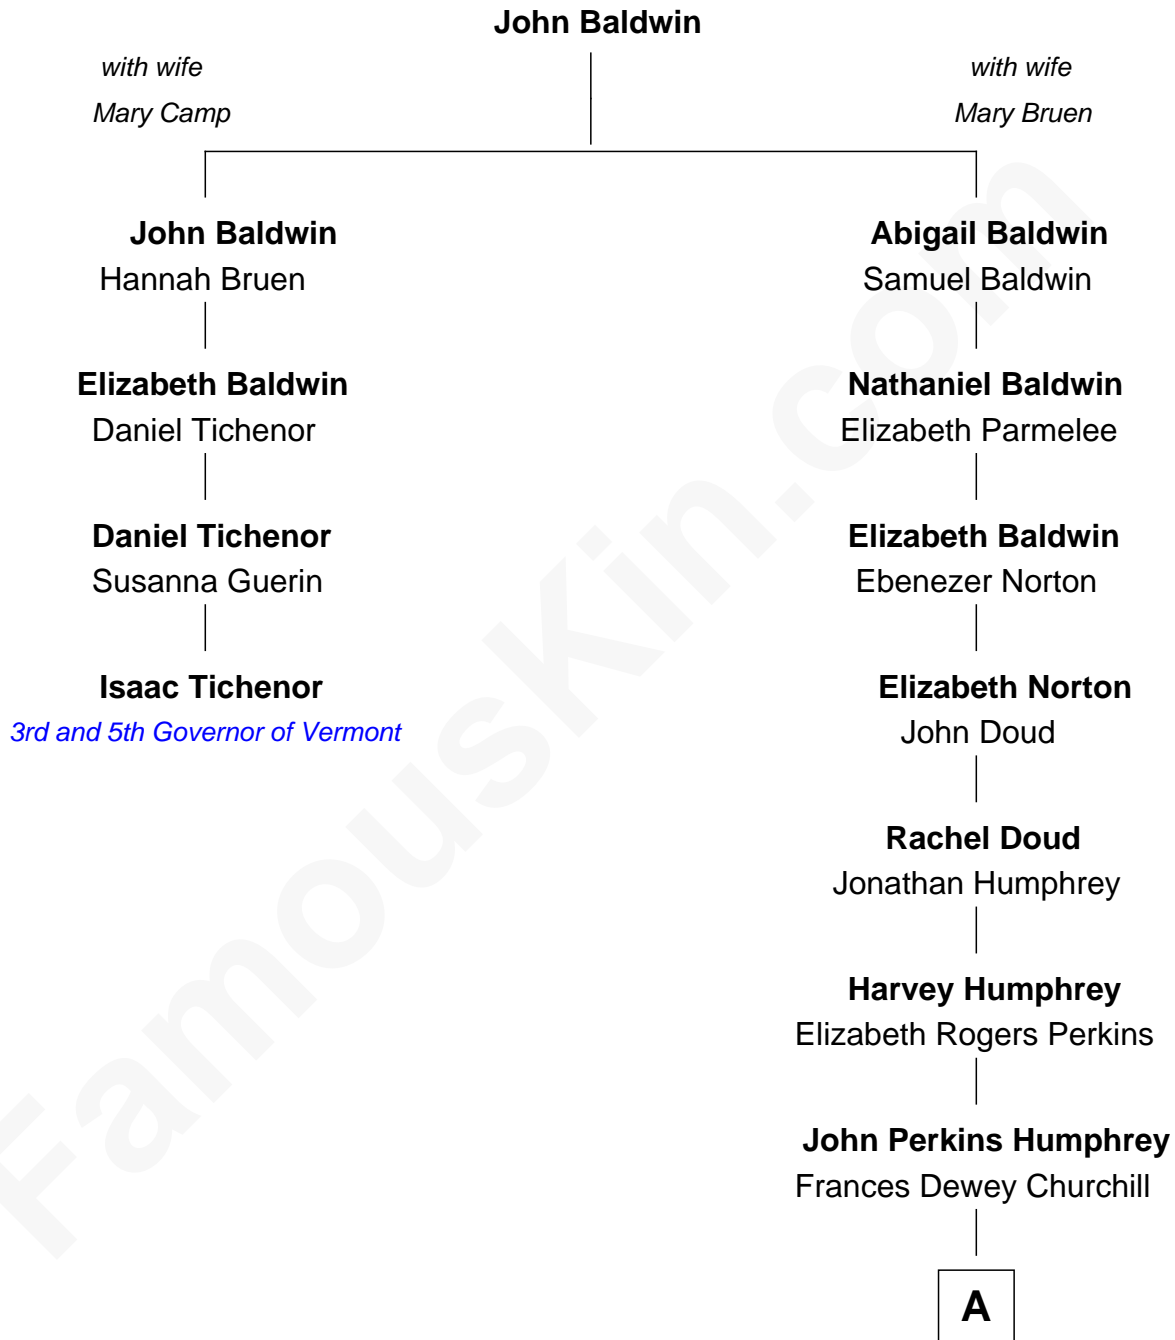 John Baldwin
with wife
Mary Camp
with wife
Mary Bruen
John Baldwin
Hannah Bruen
Abigail Baldwin
Samuel Baldwin
Elizabeth Baldwin
Daniel Tichenor
Nathaniel Baldwin
Elizabeth Parmelee
Daniel Tichenor
Susanna Guerin
Elizabeth Baldwin
Ebenezer Norton
Isaac Tichenor
3rd and 5th Governor of Vermont
Elizabeth Norton
John Doud
Rachel Doud
Jonathan Humphrey
Harvey Humphrey
Elizabeth Rogers Perkins
John Perkins Humphrey
Frances Dewey Churchill
A
FamousKin.com